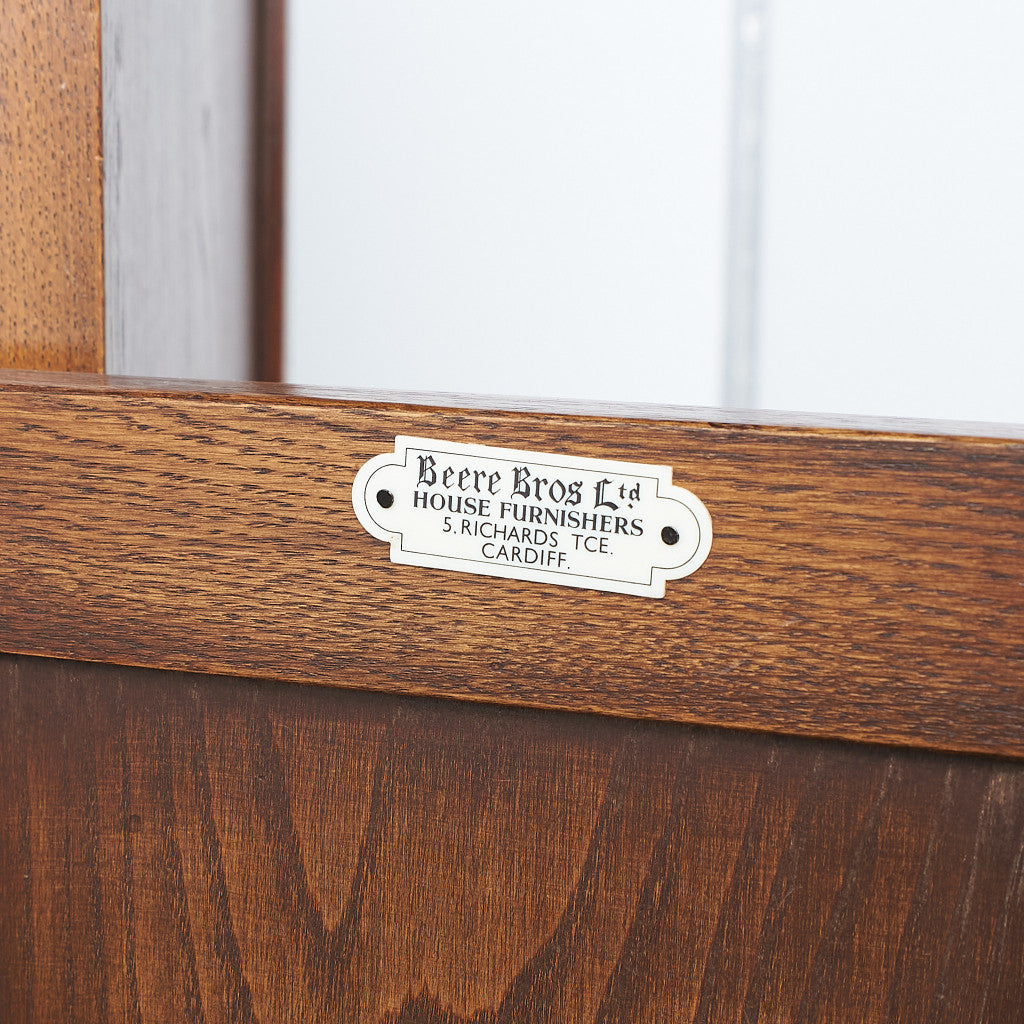 Beere Bros Ltd
HOUSE FURNISHERS
5. RICHARDS TCE.
CARDIFF.